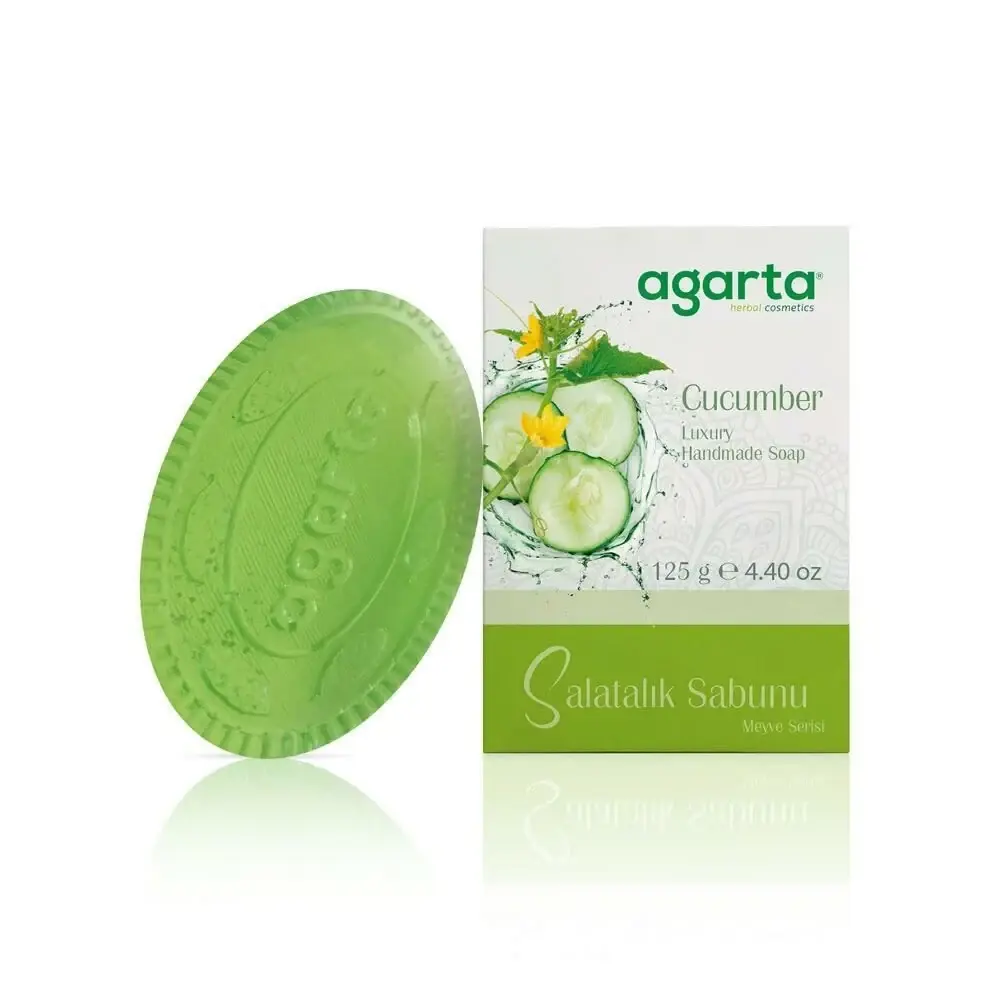 agarta
agarta®
herbal cosmetics
Cucumber
Luxury
Handmade Soap
125 g ℮ 4.40 oz
Salatalık Sabunu
Meyve Serisi